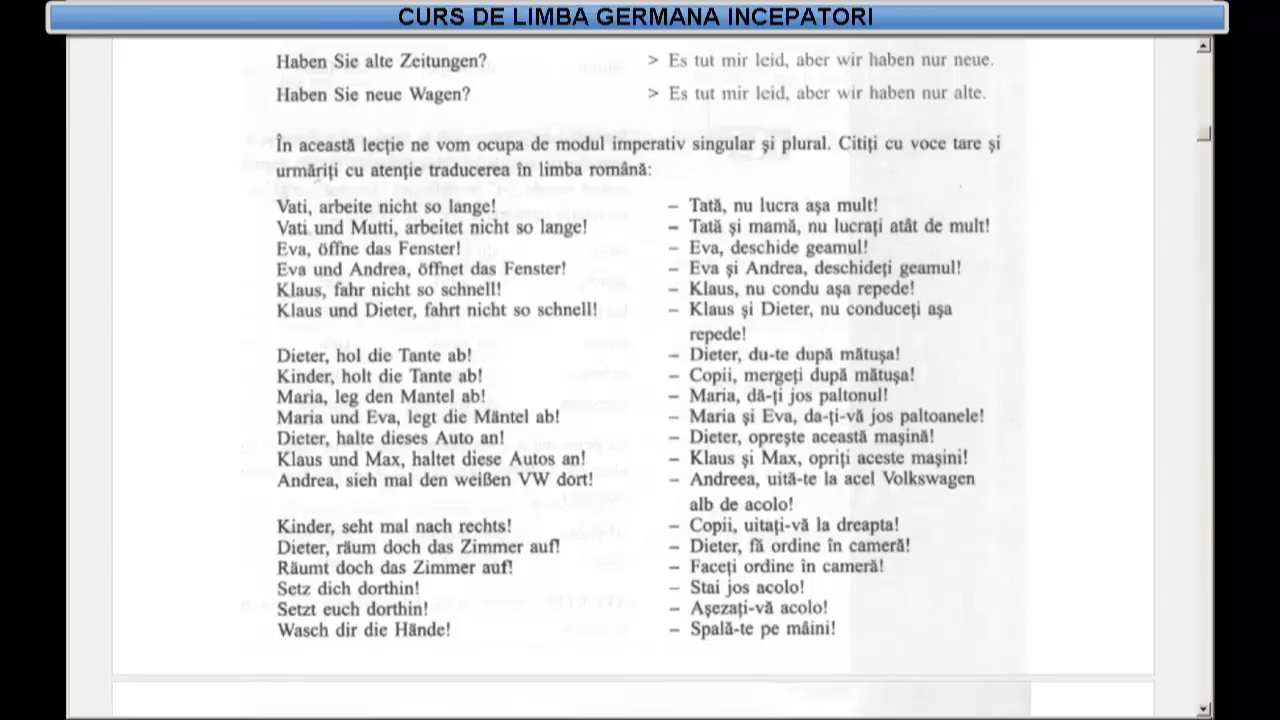 CURS DE LIMBA GERMANA INCEPATORI
Haben Sie alte Zeitungen? > Es tut mir leid, aber wir haben nur neue.
Haben Sie neue Wagen? > Es tut mir leid, aber wir haben nur alte.
În această lecție ne vom ocupa de modul imperativ singular și plural. Citiți cu voce tare și
urmăriți cu atenție traducerea în limba română:
Vati, arbeite nicht so lange! – Tată, nu lucra așa mult!
Vati und Mutti, arbeitet nicht so lange! – Tată și mamă, nu lucrați atât de mult!
Eva, öffne das Fenster! – Eva, deschide geamul!
Eva und Andrea, öffnet das Fenster! – Eva și Andrea, deschideți geamul!
Klaus, fahr nicht so schnell! – Klaus, nu condu așa repede!
Klaus und Dieter, fahrt nicht so schnell! – Klaus și Dieter, nu conduceți așa
repede!
Dieter, hol die Tante ab! – Dieter, du-te după mătușa!
Kinder, holt die Tante ab! – Copii, mergeți după mătușa!
Maria, leg den Mantel ab! – Maria, dă-ți jos paltonul!
Maria und Eva, legt die Mäntel ab! – Maria și Eva, da-ți-vă jos paltoanele!
Dieter, halte dieses Auto an! – Dieter, oprește această mașină!
Klaus und Max, haltet diese Autos an! – Klaus și Max, opriți aceste mașini!
Andrea, sieh mal den weißen VW dort! – Andreea, uită-te la acel Volkswagen
alb de acolo!
Kinder, seht mal nach rechts! – Copii, uitați-vă la dreapta!
Dieter, räum doch das Zimmer auf! – Dieter, fă ordine în cameră!
Räumt doch das Zimmer auf! – Faceți ordine în cameră!
Setz dich dorthin! – Stai jos acolo!
Setzt euch dorthin! – Așezați-vă acolo!
Wasch dir die Hände! – Spală-te pe mâini!